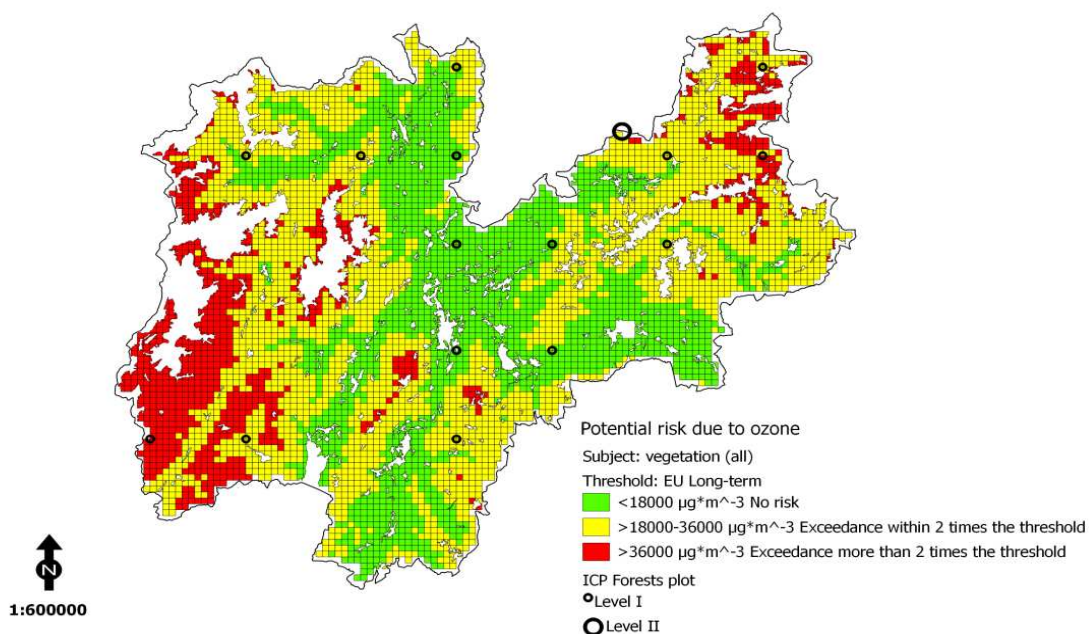 Potential risk due to ozone
Subject: vegetation (all)
Threshold: EU Long-term
<18000 µg*m^-3 No risk
>18000-36000 µg*m^-3 Exceedance within 2 times the threshold
>36000 µg*m^-3 Exceedance more than 2 times the threshold
ICP Forests plot
Level I
Level II
N
1:600000